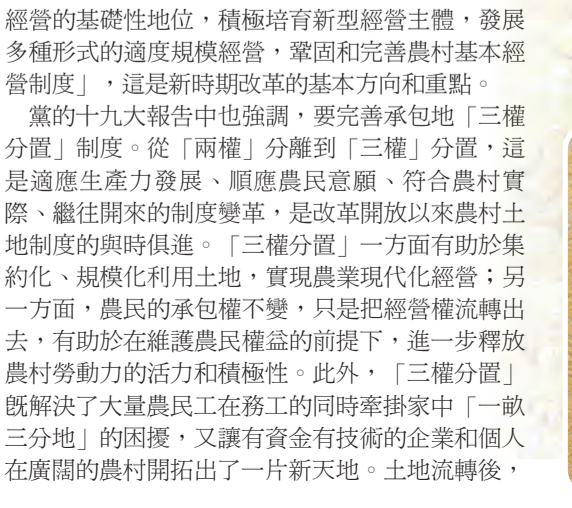 經營的基礎性地位，積極培育新型經營主體，發展
多種形式的適度規模經營，鞏固和完善農村基本經
營制度」，這是新時期改革的基本方向和重點。
黨的十九大報告中也強調，要完善承包地「三權
分置」制度。從「兩權」分離到「三權」分置，這
是適應生產力發展、順應農民意願、符合農村實
際、繼往開來的制度變革，是改革開放以來農村土
地制度的與時俱進。「三權分置」一方面有助於集
約化、規模化利用土地，實現農業現代化經營；另
一方面，農民的承包權不變，只是把經營權流轉出
去，有助於在維護農民權益的前提下，進一步釋放
農村勞動力的活力和積極性。此外，「三權分置」
既解決了大量農民工在務工的同時牽掛家中「一畝
三分地」的困擾，又讓有資金有技術的企業和個人
在廣闊的農村開拓出了一片新天地。土地流轉後，